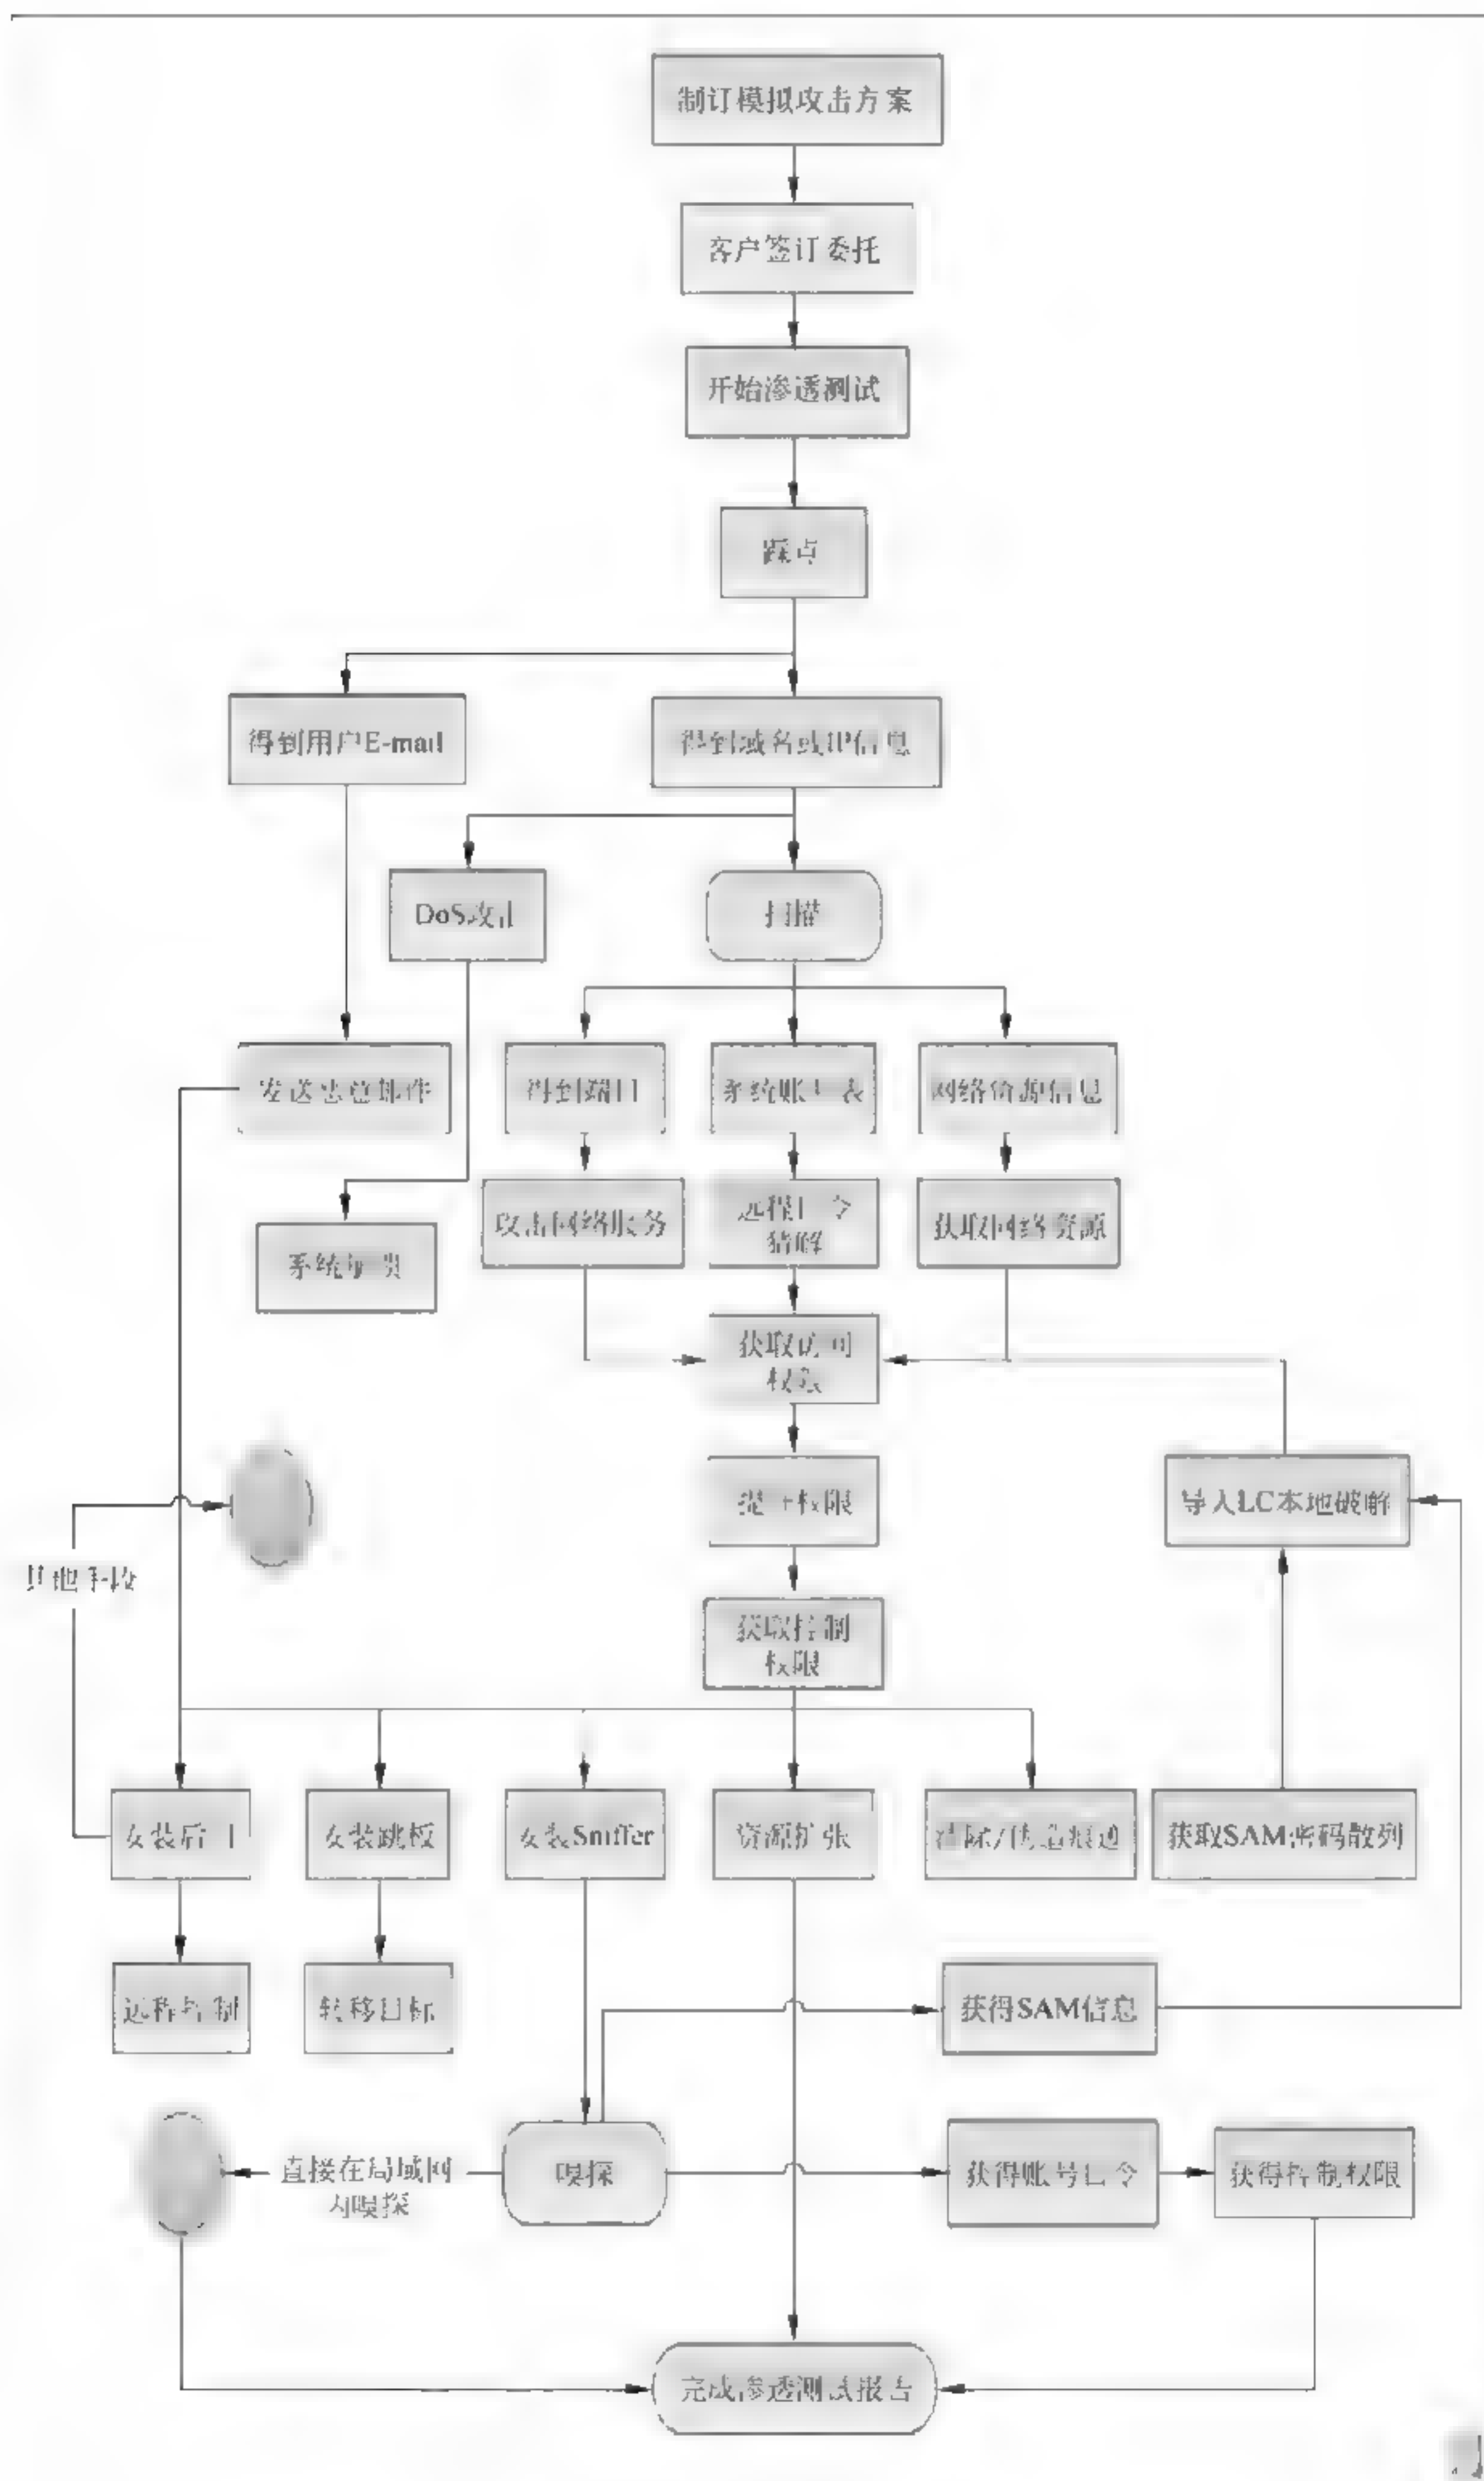 制订模拟攻击方案
客户签订委托
开始渗透测试
踩点
得到用户E-mail
得到域名或IP信息
DoS攻击
扫描
发送恶意邮件
得到端口
系统账户表
网络资源信息
攻击网络服务
远程口令
猜解
获取网络资源
系统崩溃
获取访问
权限
提升权限
导入LC本地破解
其他手段
获取控制
权限
安装后门
安装跳板
安装Sniffer
资源扩张
清除/伪造痕迹
获取SAM密码散列
远程控制
转移目标
获得SAM信息
直接在局域网
内嗅探
嗅探
获得账号口令
获得控制权限
完成渗透测试报告